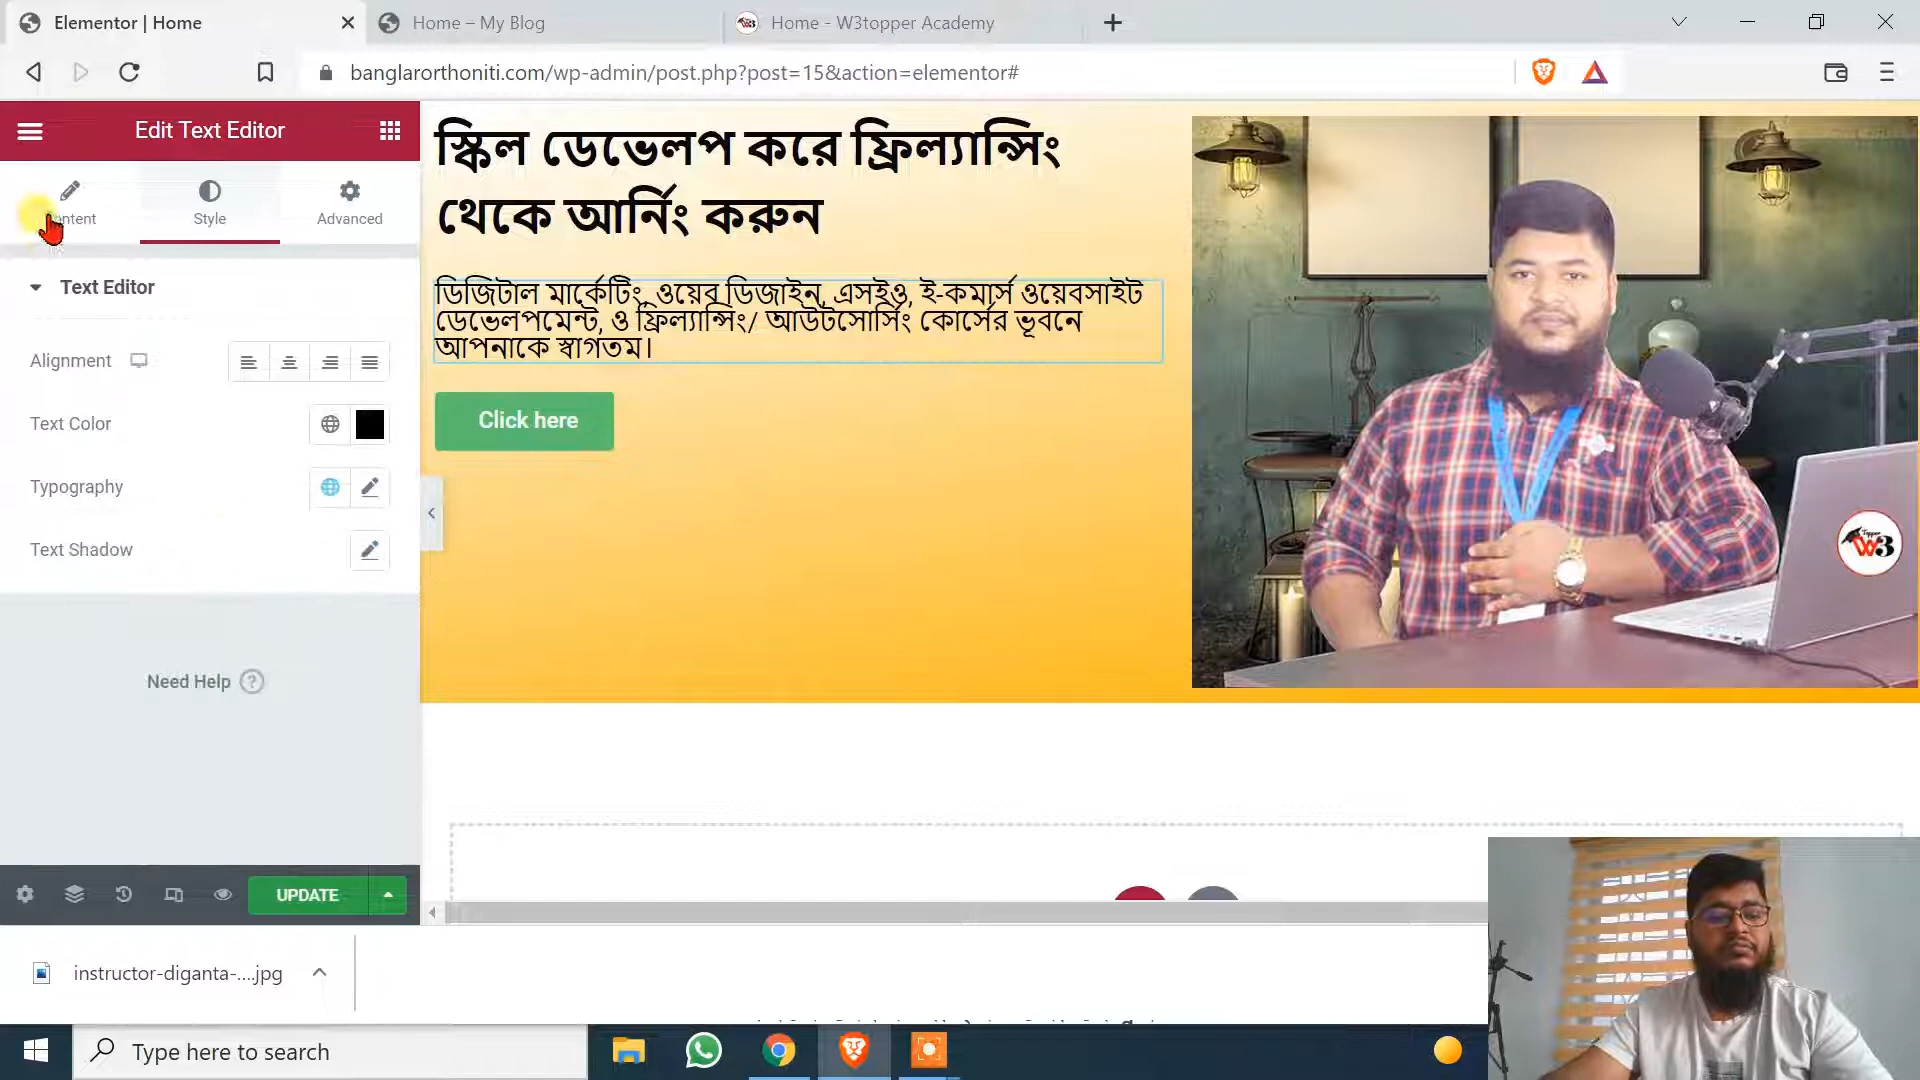 Elementor | Home
Home – My Blog
Home - W3topper Academy
banglarorthoniti.com/wp-admin/post.php?post=15&action=elementor#
Edit Text Editor
Style
Advanced
Text Editor
Alignment
Text Color
Typography
Text Shadow
Need Help
UPDATE
স্কিল ডেভেলপ করে ফ্রিল্যান্সিং
থেকে আর্নিং করুন
ডিজিটাল মার্কেটিং, ওয়েব ডিজাইন, এসইও, ই-কমার্স ওয়েবসাইট
ডেভেলপমেন্ট, ও ফ্রিল্যান্সিং/ আউটসোর্সিং কোর্সের ভূবনে
আপনাকে স্বাগতম।
Click here
Topper
W3
instructor-diganta-....jpg
Type here to search